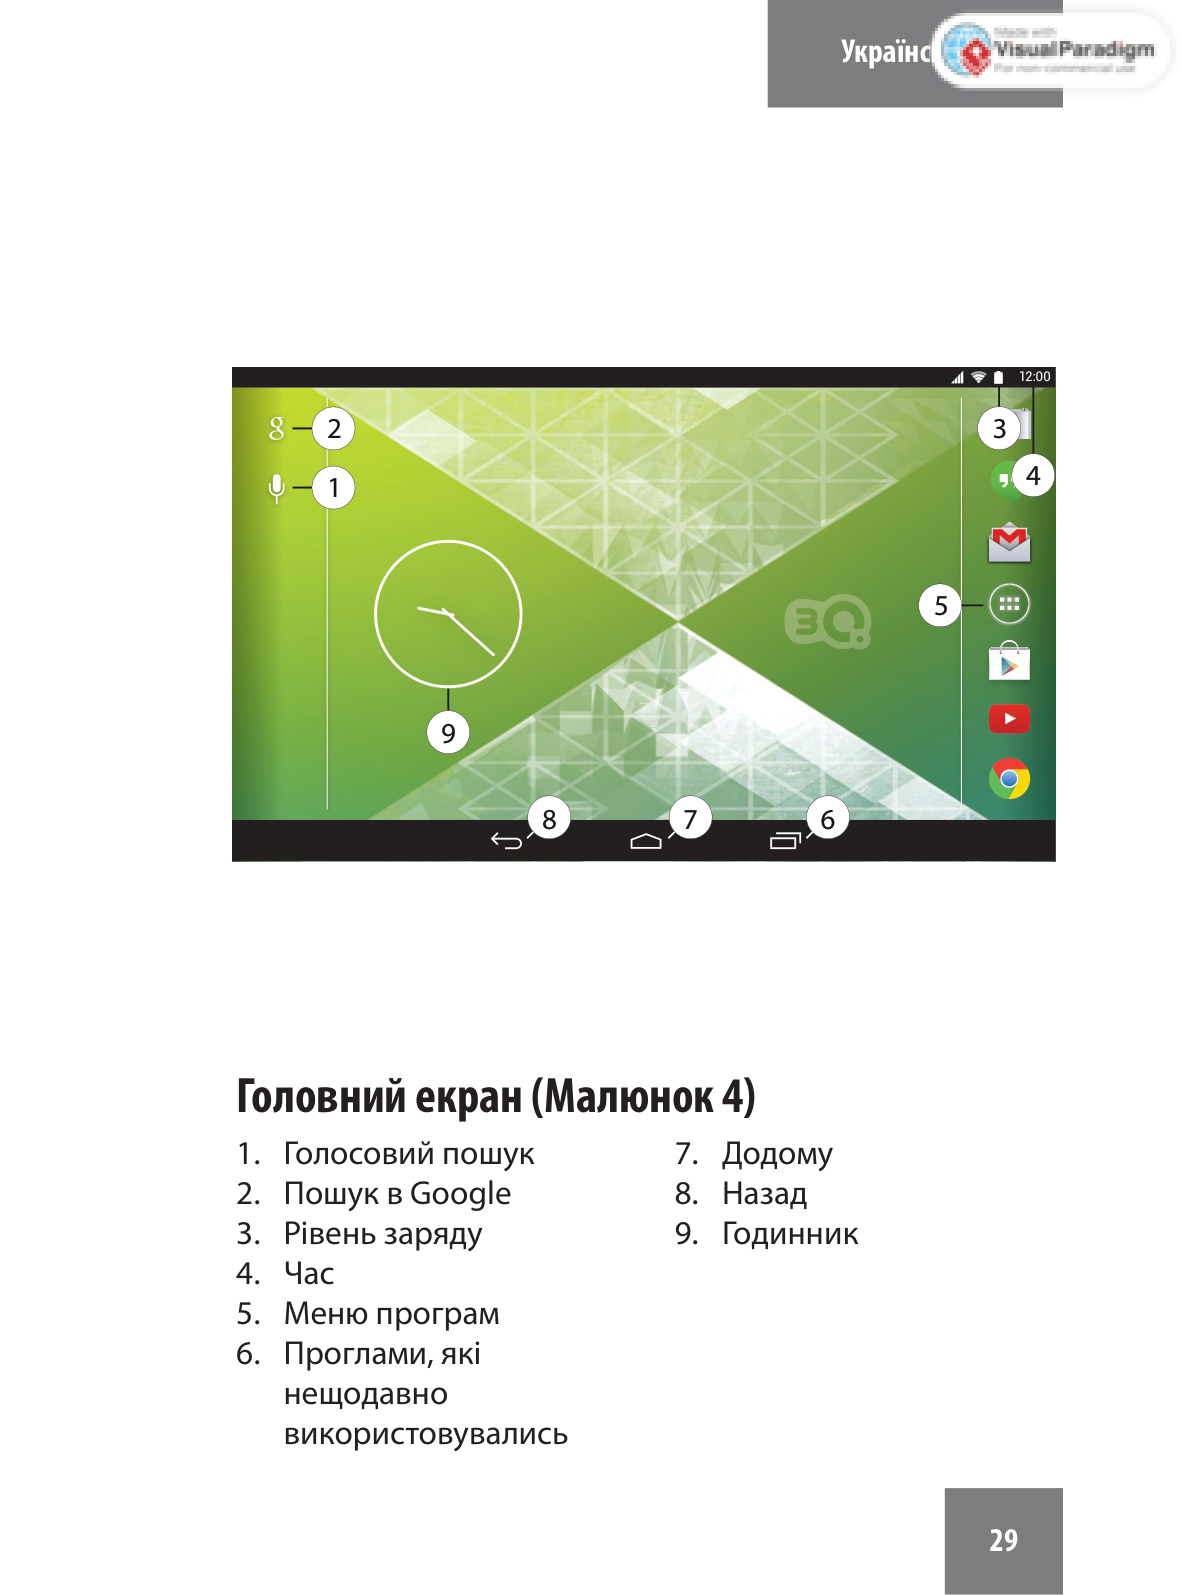 Made with
Visual Paradigm
For non-commercial use
12:00
g
2
3
1
4
5
3Q
9
8
7
6
Головний екран (Малюнок 4)
1. Голосовий пошук
2. Пошук в Google
3. Рівень заряду
4. Час
5. Меню програм
6. Проглами, які
нещодавно
використовувались
7. Додому
8. Назад
9. Годинник
29